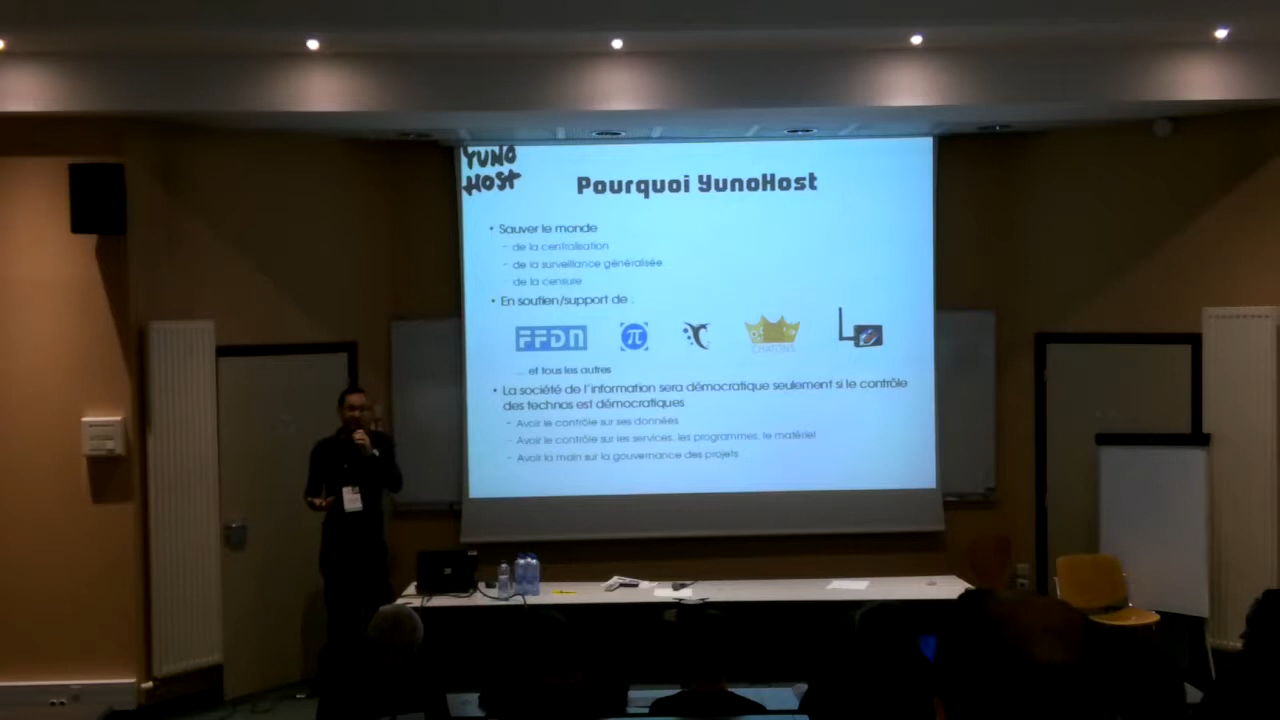 YUNO
HOST
Pourquoi YunoHost
• Sauver le monde
– de la centralisation
– de la surveillance généralisée
– de la censure
• En soutien/support de :
FFDN
π
CHATONS
... et tous les autres
• La société de l'information sera démocratique seulement si le contrôle
des technos est démocratiques
– Avoir le contrôle sur ses données
– Avoir le contrôle sur les services, les programmes, le matériel
– Avoir la main sur la gouvernance des projets